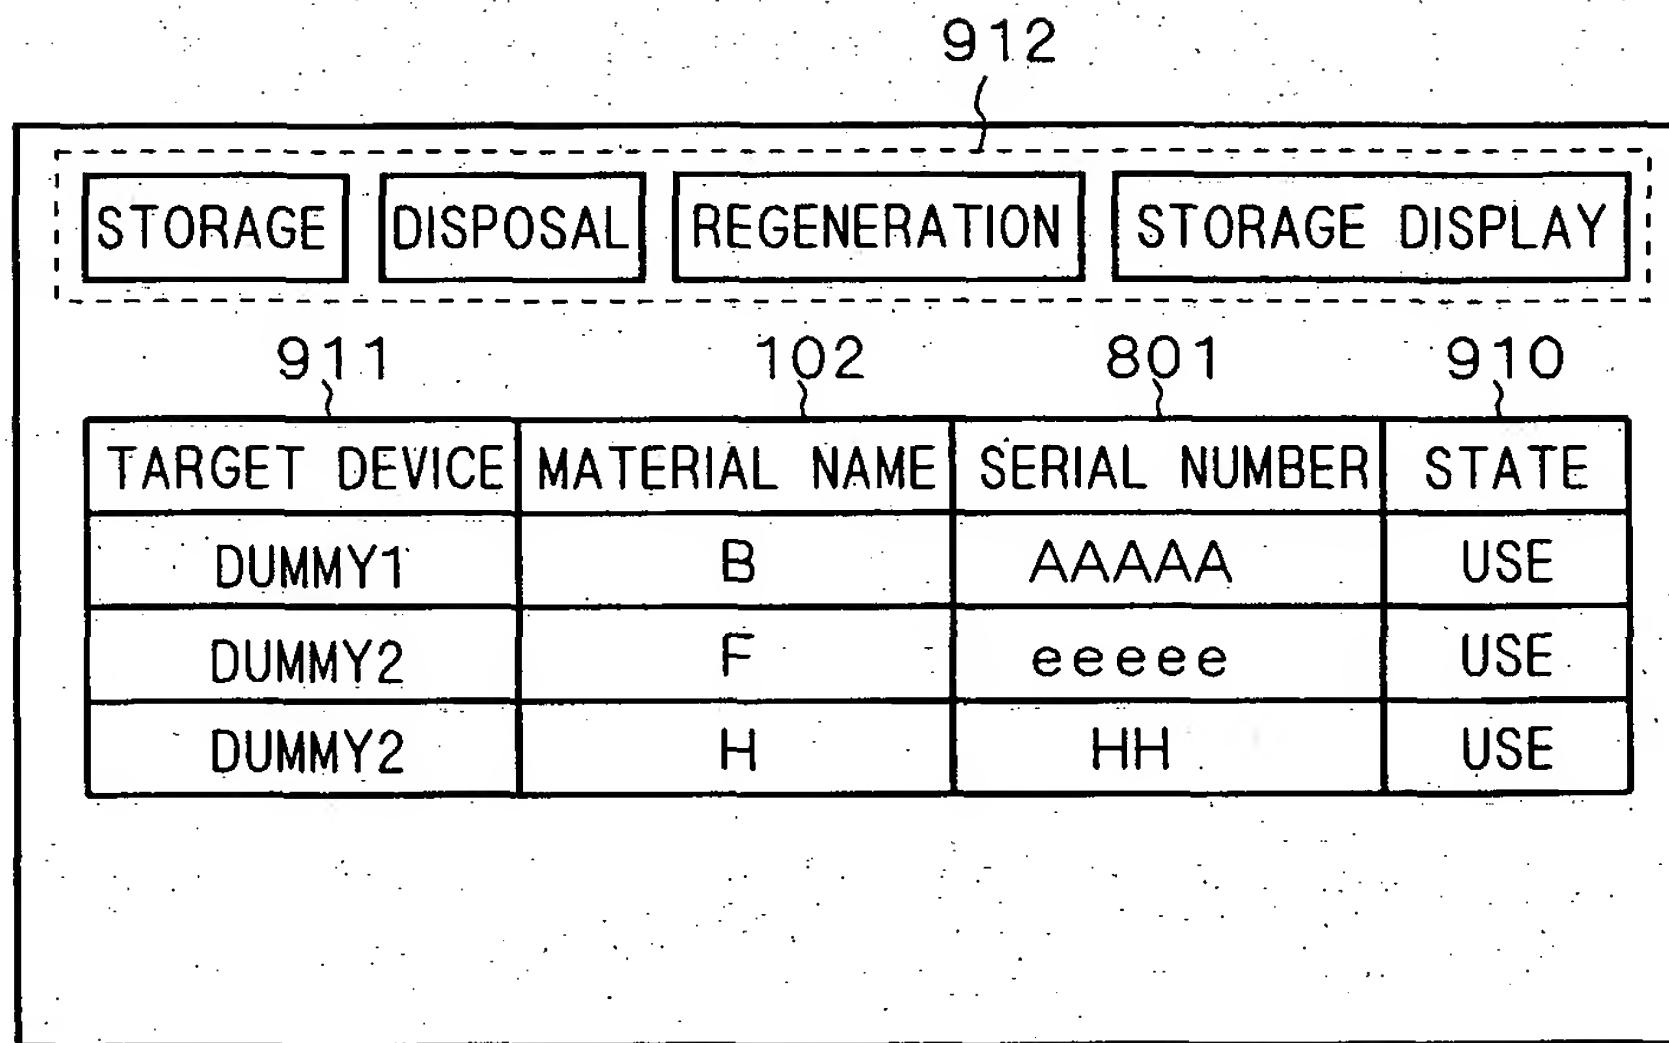 912
STORAGE DISPOSAL REGENERATION STORAGE DISPLAY
911 102 801 910
TARGET DEVICE MATERIAL NAME SERIAL NUMBER STATE
DUMMY1 B AAAAA USE
DUMMY2 F eeeee USE
DUMMY2 H HH USE